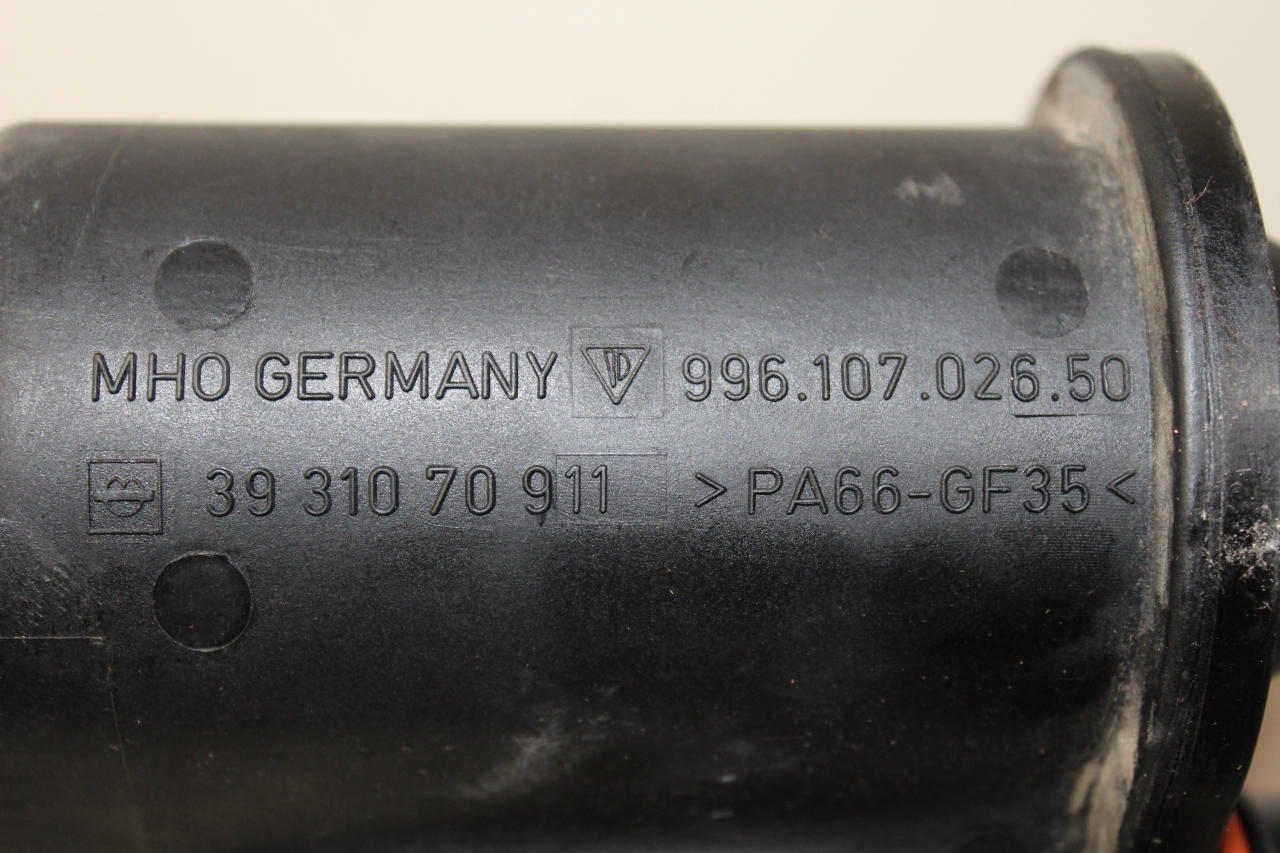 MHO GERMANY 996.107.026.50
39 310 70 911 >PA66-GF35<